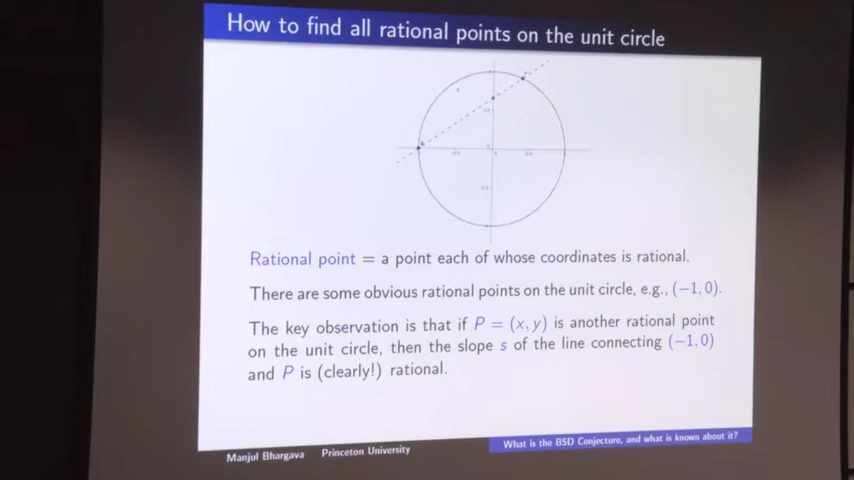 How to find all rational points on the unit circle
Rational point = a point each of whose coordinates is rational.
There are some obvious rational points on the unit circle, e.g., (−1, 0).
The key observation is that if P = (x, y) is another rational point
on the unit circle, then the slope s of the line connecting (−1, 0)
and P is (clearly!) rational.
Manjul Bhargava Princeton University
What is the BSD Conjecture, and what is known about it?